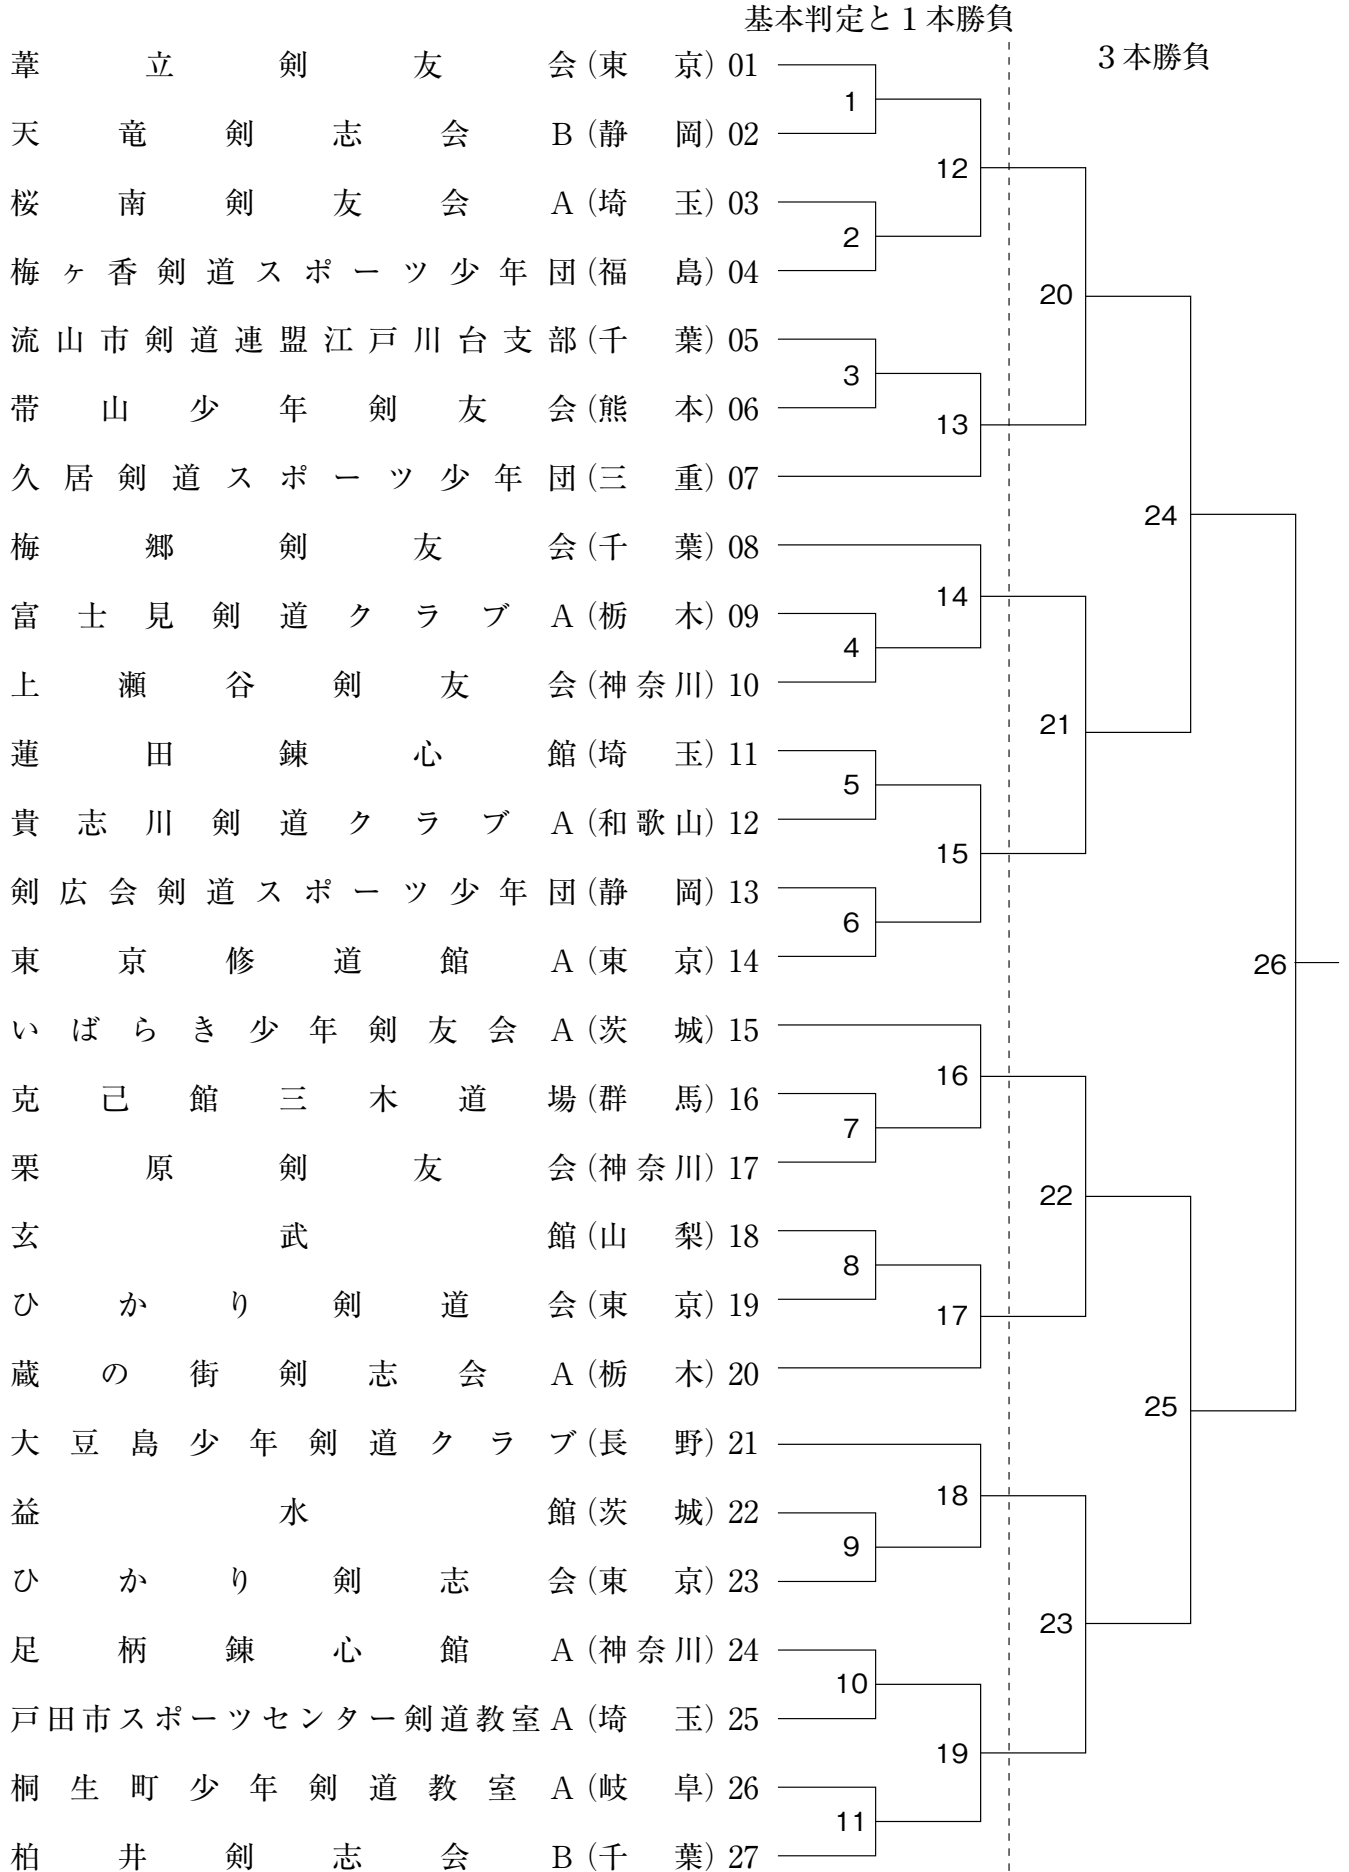 基本判定と1本勝負
3本勝負
葦立剣友会(東京) 01
天竜剣志会B(静岡) 02
桜南剣友会A(埼玉) 03
梅ヶ香剣道スポーツ少年団(福島) 04
流山市剣道連盟江戸川台支部(千葉) 05
帯山少年剣友会(熊本) 06
久居剣道スポーツ少年団(三重) 07
梅郷剣友会(千葉) 08
富士見剣道クラブA(栃木) 09
上瀬谷剣友会(神奈川) 10
蓮田錬心館(埼玉) 11
貴志川剣道クラブA(和歌山) 12
剣広会剣道スポーツ少年団(静岡) 13
東京修道館A(東京) 14
いばらき少年剣友会A(茨城) 15
克己館三木道場(群馬) 16
栗原剣友会(神奈川) 17
玄武館(山梨) 18
ひかり剣道会(東京) 19
蔵の街剣志会A(栃木) 20
大豆島少年剣道クラブ(長野) 21
益水館(茨城) 22
ひかり剣志会(東京) 23
足柄錬心館A(神奈川) 24
戸田市スポーツセンター剣道教室A(埼玉) 25
桐生町少年剣道教室A(岐阜) 26
柏井剣志会B(千葉) 27
1
2
3
4
5
6
7
8
9
10
11
12
13
14
15
16
17
18
19
20
21
22
23
24
25
26